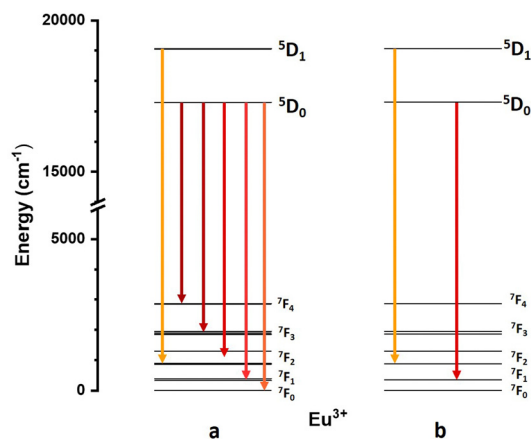 20000
15000
5000
0
Energy (cm⁻¹)
⁵D₁
⁵D₀
⁷F₄
⁷F₃
⁷F₂
⁷F₁
⁷F₀
a
Eu³⁺
⁵D₁
⁵D₀
⁷F₄
⁷F₃
⁷F₂
⁷F₁
⁷F₀
b